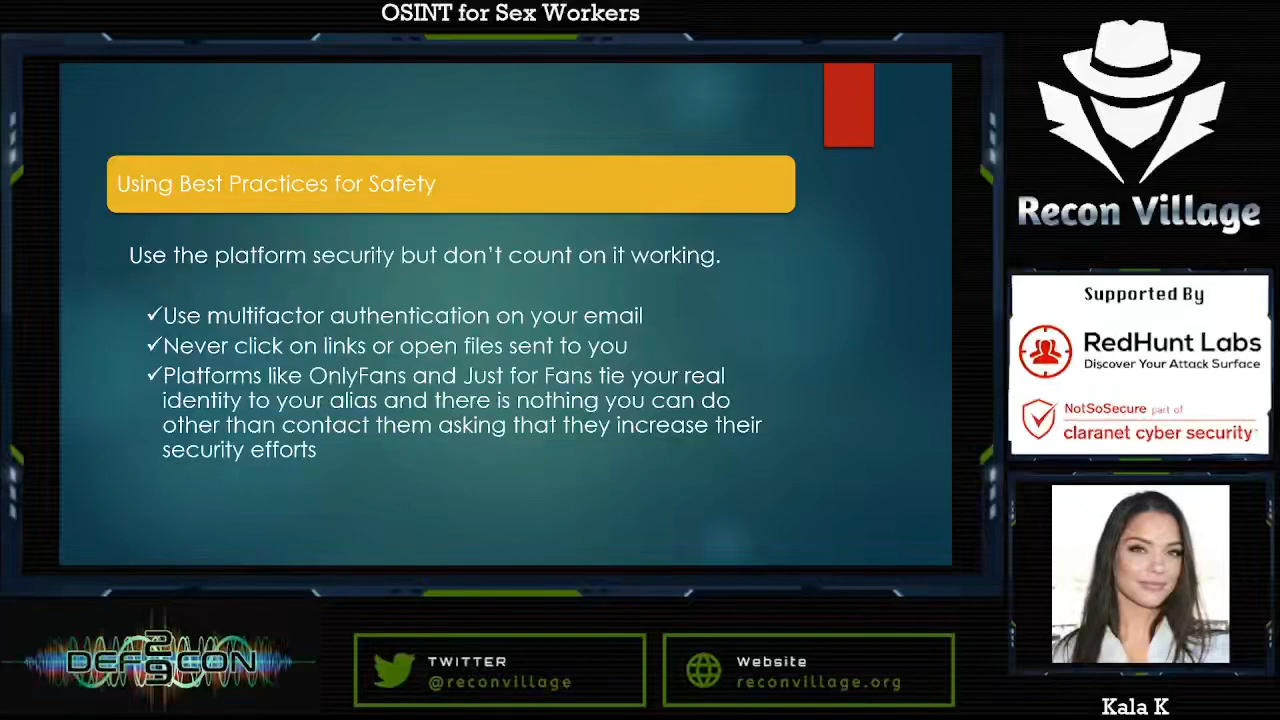 OSINT for Sex Workers
Using Best Practices for Safety
Use the platform security but don’t count on it working.
✓Use multifactor authentication on your email
✓Never click on links or open files sent to you
✓Platforms like OnlyFans and Just for Fans tie your real
identity to your alias and there is nothing you can do
other than contact them asking that they increase their
security efforts
Recon Village
Supported By
RedHunt Labs
Discover Your Attack Surface
NotSoSecure part of
claranet cyber security
Kala K
DEF CON
29
TWITTER
@reconvillage
Website
reconvillage.org